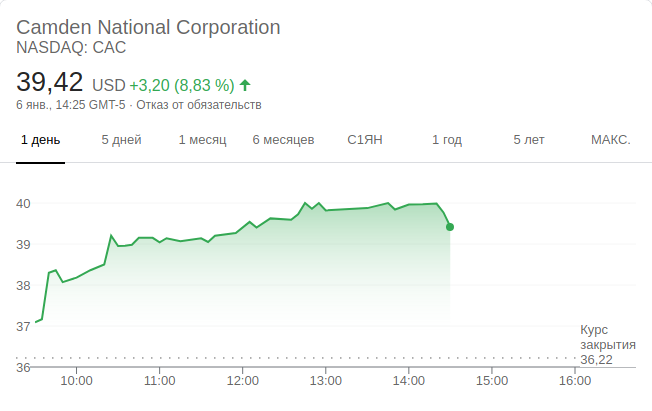 Camden National Corporation
NASDAQ: CAC
39,42 USD +3,20 (8,83 %)
6 янв., 14:25 GMT-5 · Отказ от обязательств
1 день 5 дней 1 месяц 6 месяцев С1ЯН 1 год 5 лет МАКС.
40
39
38
37
Курс
закрытия
36,22
36
10:00 11:00 12:00 13:00 14:00 15:00 16:00